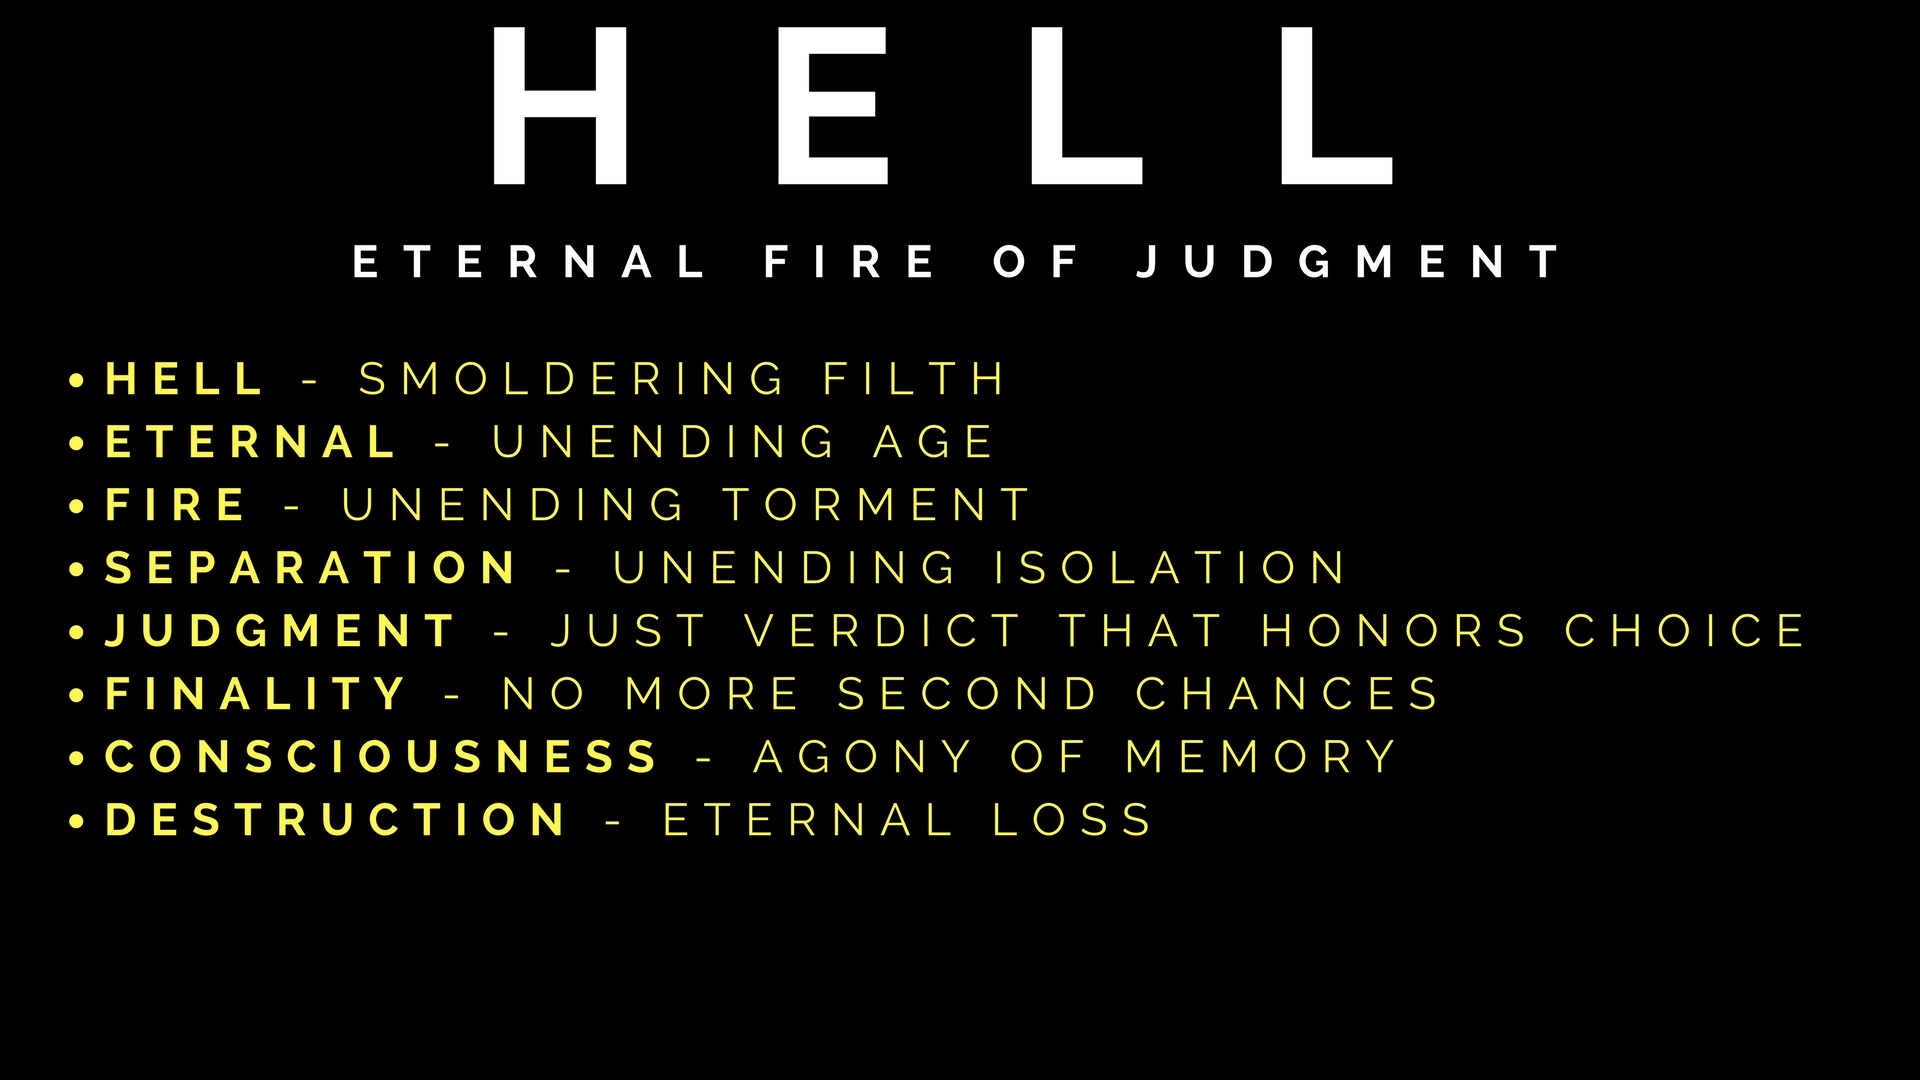 HELL
ETERNAL FIRE OF JUDGMENT
• HELL - SMOLDERING FILTH
• ETERNAL - UNENDING AGE
• FIRE - UNENDING TORMENT
• SEPARATION - UNENDING ISOLATION
• JUDGMENT - JUST VERDICT THAT HONORS CHOICE
• FINALITY - NO MORE SECOND CHANCES
• CONSCIOUSNESS - AGONY OF MEMORY
• DESTRUCTION - ETERNAL LOSS